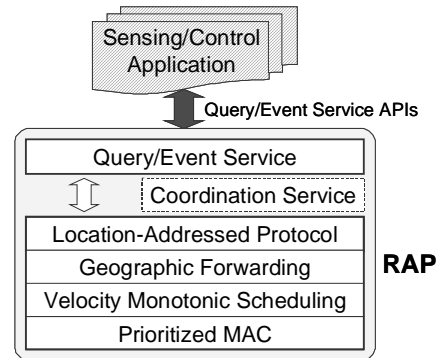 Sensing/Control
Application
Query/Event Service APIs
Query/Event Service
Coordination Service
Location-Addressed Protocol
Geographic Forwarding
RAP
Velocity Monotonic Scheduling
Prioritized MAC